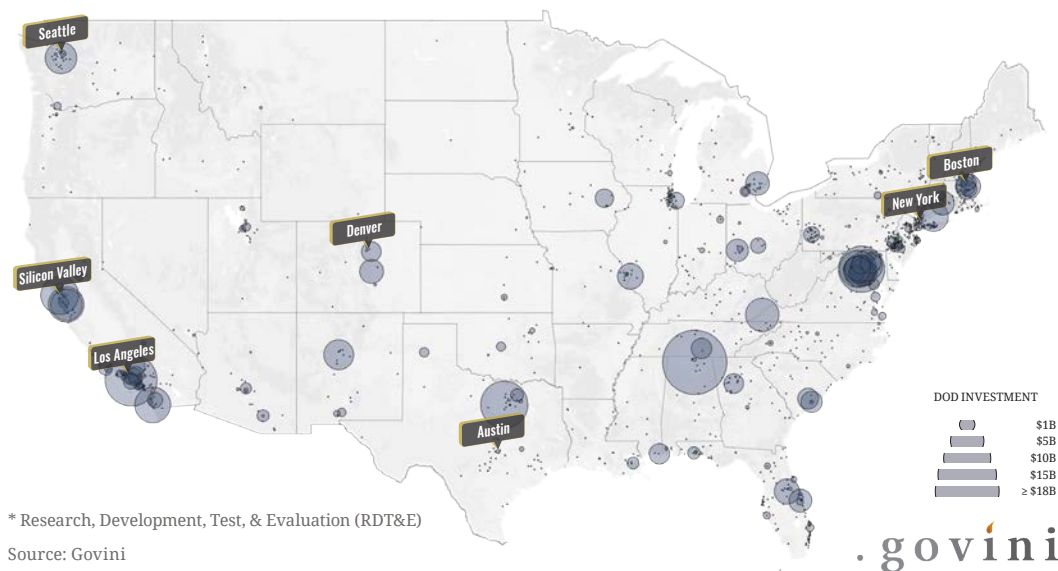 Seattle
Boston
New York
Denver
Silicon Valley
Los Angeles
Austin
DOD INVESTMENT
$1B
$5B
$10B
$15B
≥ $18B
* Research, Development, Test, & Evaluation (RDT&E)
Source: Govini
.govini